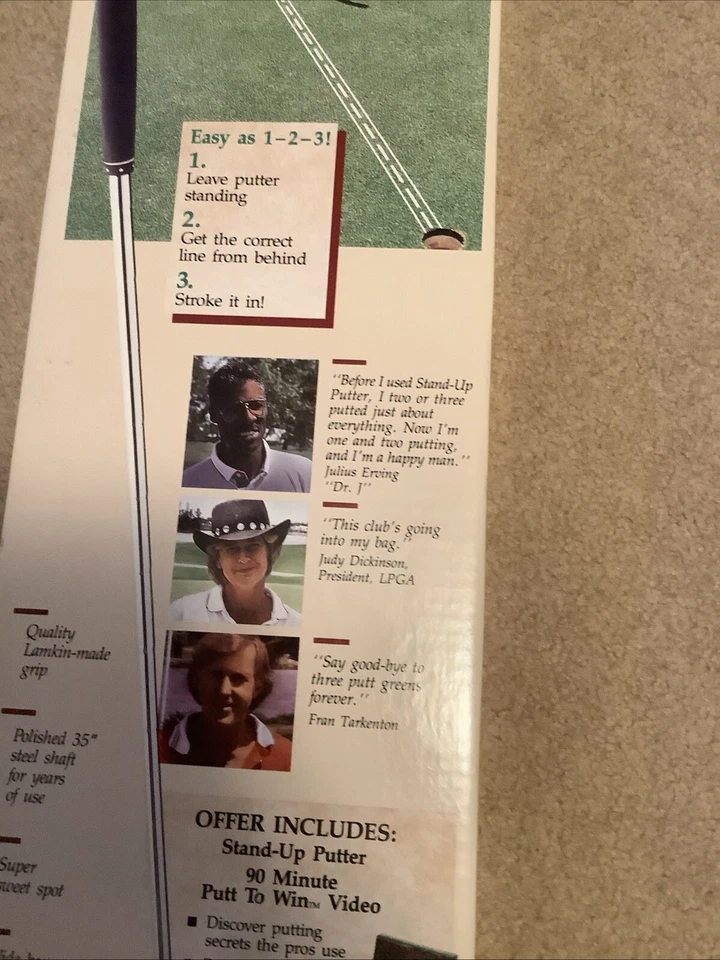 Easy as 1-2-3!
1.
Leave putter
standing
2.
Get the correct
line from behind
3.
Stroke it in!
"Before I used Stand-Up
Putter, I two or three
putted just about
everything. Now I'm
one and two putting,
and I'm a happy man."
Julius Erving
"Dr. J"
"This club's going
into my bag."
Judy Dickinson,
President, LPGA
"Say good-bye to
three putt greens
forever."
Fran Tarkenton
Quality
Lamkin-made
grip
Polished 35"
steel shaft
for years
of use
Super
sweet spot
OFFER INCLUDES:
Stand-Up Putter
90 Minute
Putt To Win™ Video
■ Discover putting
secrets the pros use